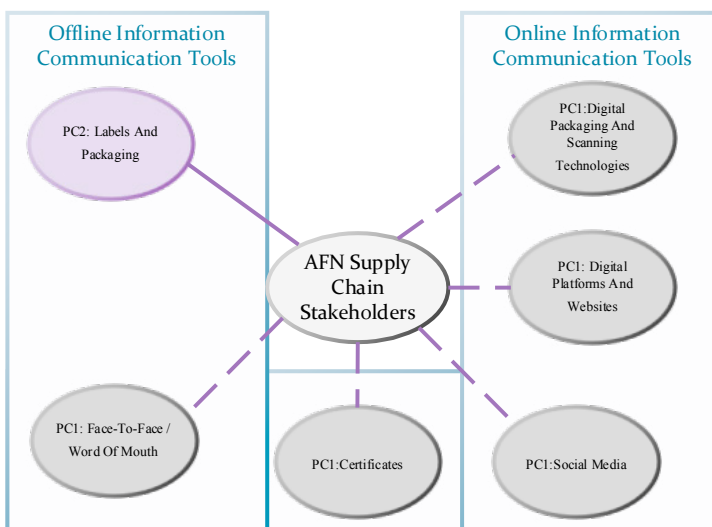 Offline Information
Communication Tools
Online Information
Communication Tools
PC2: Labels And
Packaging
PC1:Digital
Packaging And
Scanning
Technologies
AFN Supply
Chain
Stakeholders
PC1: Digital
Platforms And
Websites
PC1: Face-To-Face /
Word Of Mouth
PC1:Certificates
PC1:Social Media